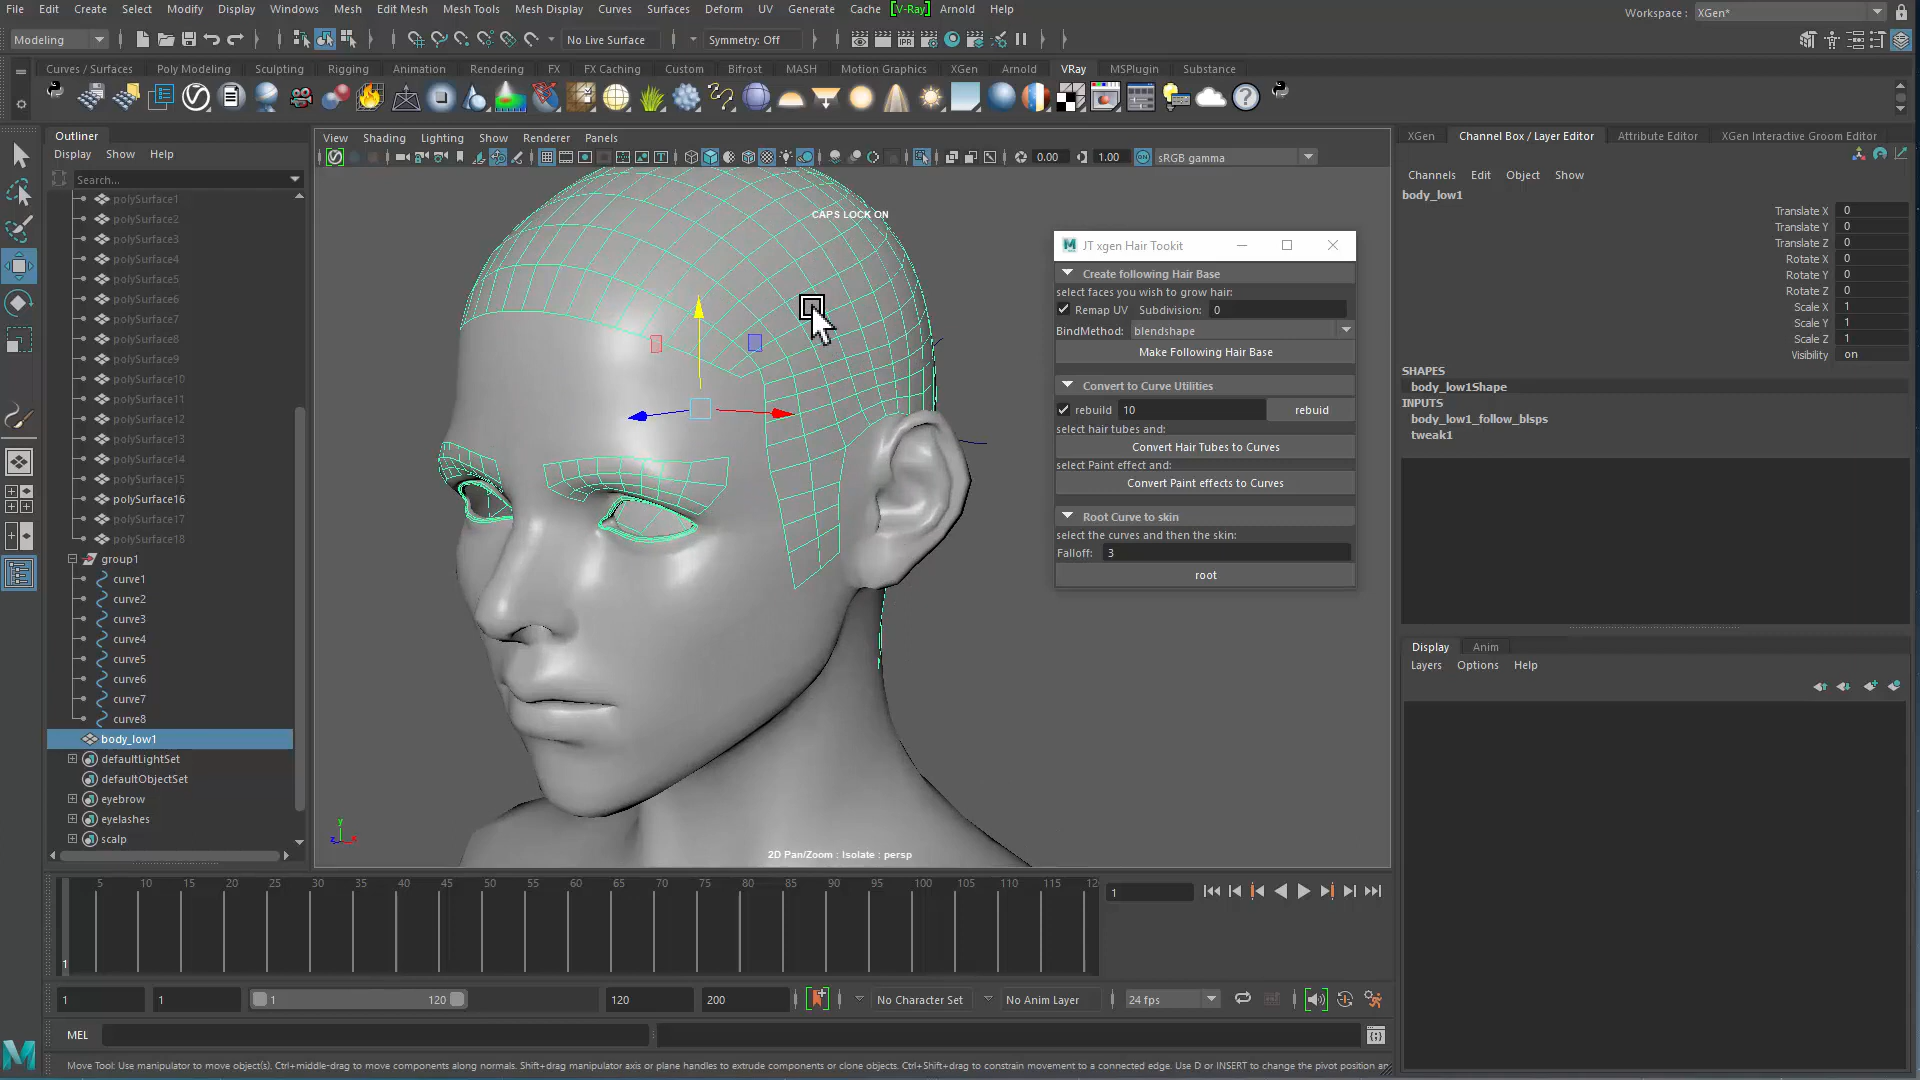 File Edit Create Select Modify Display Windows Mesh Edit Mesh Mesh Tools Mesh Display Curves Surfaces Deform UV Generate Cache [V-Ray] Arnold Help
Workspace : XGen*
Modeling
No Live Surface
Symmetry: Off
Curves / Surfaces Poly Modeling Sculpting Rigging Animation Rendering FX FX Caching Custom Bifrost MASH Motion Graphics XGen Arnold VRay MSPlugin Substance
Outliner
Display Show Help
Search...
polySurface1
polySurface2
polySurface3
polySurface4
polySurface5
polySurface6
polySurface7
polySurface8
polySurface9
polySurface10
polySurface11
polySurface12
polySurface13
polySurface14
polySurface15
polySurface16
polySurface17
polySurface18
group1
curve1
curve2
curve3
curve4
curve5
curve6
curve7
curve8
body_low1
defaultLightSet
defaultObjectSet
eyebrow
eyelashes
scalp
View Shading Lighting Show Renderer Panels
0.00 1.00 sRGB gamma
CAPS LOCK ON
JT xgen Hair Tookit
Create following Hair Base
select faces you wish to grow hair:
Remap UV Subdivision: 0
BindMethod: blendshape
Make Following Hair Base
Convert to Curve Utilities
rebuild 10 rebuid
select hair tubes and:
Convert Hair Tubes to Curves
select Paint effect and:
Convert Paint effects to Curves
Root Curve to skin
select the curves and then the skin:
Falloff: 3
root
y
z x
2D Pan/Zoom : Isolate : persp
XGen Channel Box / Layer Editor Attribute Editor XGen Interactive Groom Editor
Channels Edit Object Show
body_low1
Translate X 0
Translate Y 0
Translate Z 0
Rotate X 0
Rotate Y 0
Rotate Z 0
Scale X 1
Scale Y 1
Scale Z 1
Visibility on
SHAPES
body_low1Shape
INPUTS
body_low1_follow_blsps
tweak1
Display Anim
Layers Options Help
5 10 15 20 25 30 35 40 45 50 55 60 65 70 75 80 85 90 95 100 105 110 115 12
1
1
1 1 1 120 120 200 No Character Set No Anim Layer 24 fps
MEL
Move Tool: Use manipulator to move object(s). Ctrl+middle-drag to move components along normals. Shift+drag manipulator axis or plane handles to extrude components or clone objects. Ctrl+Shift+drag to constrain movement to a connected edge. Use D or INSERT to change the pivot position an